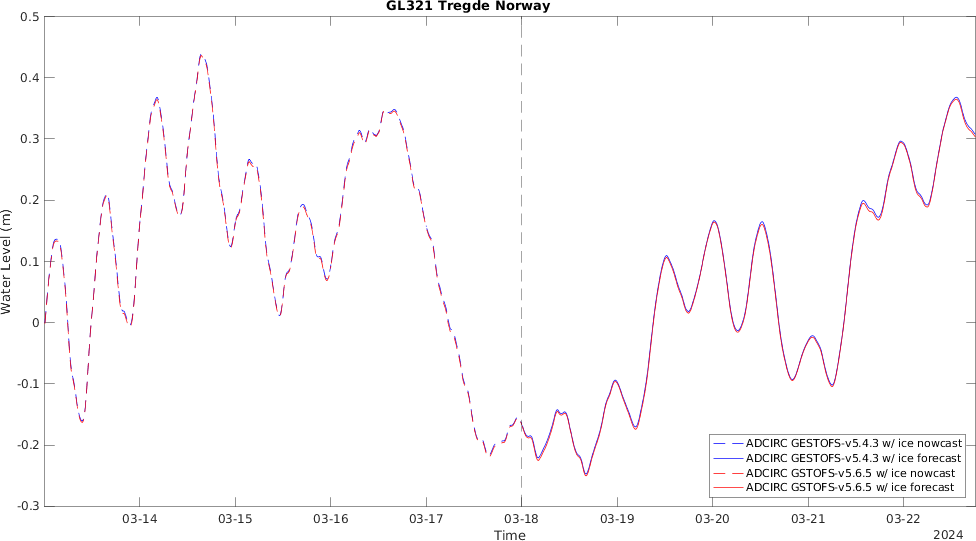 GL321 Tregde Norway
0.5
0.4
0.3
0.2
0.1
0
-0.1
-0.2
-0.3
Water Level (m)
03-14 03-15 03-16 03-17 03-18 03-19 03-20 03-21 03-22
Time
2024
ADCIRC GESTOFS-v5.4.3 w/ ice nowcast
ADCIRC GESTOFS-v5.4.3 w/ ice forecast
ADCIRC GSTOFS-v5.6.5 w/ ice nowcast
ADCIRC GSTOFS-v5.6.5 w/ ice forecast